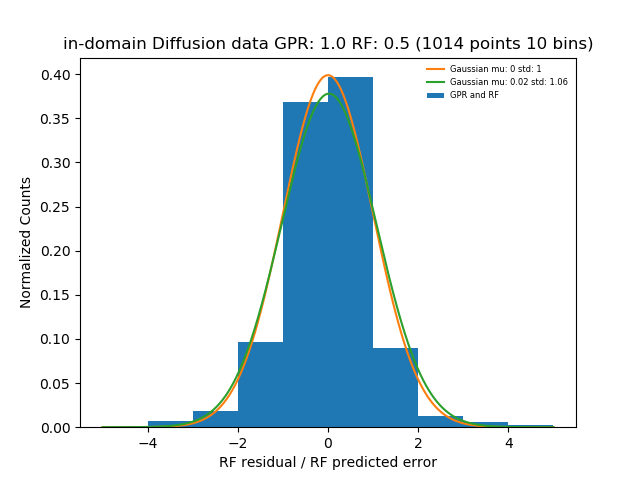 in-domain Diffusion data GPR: 1.0 RF: 0.5 (1014 points 10 bins)
Gaussian mu: 0 std: 1
Gaussian mu: 0.02 std: 1.06
GPR and RF
Normalized Counts
0.40
0.35
0.30
0.25
0.20
0.15
0.10
0.05
0.00
−4 −2 0 2 4
RF residual / RF predicted error